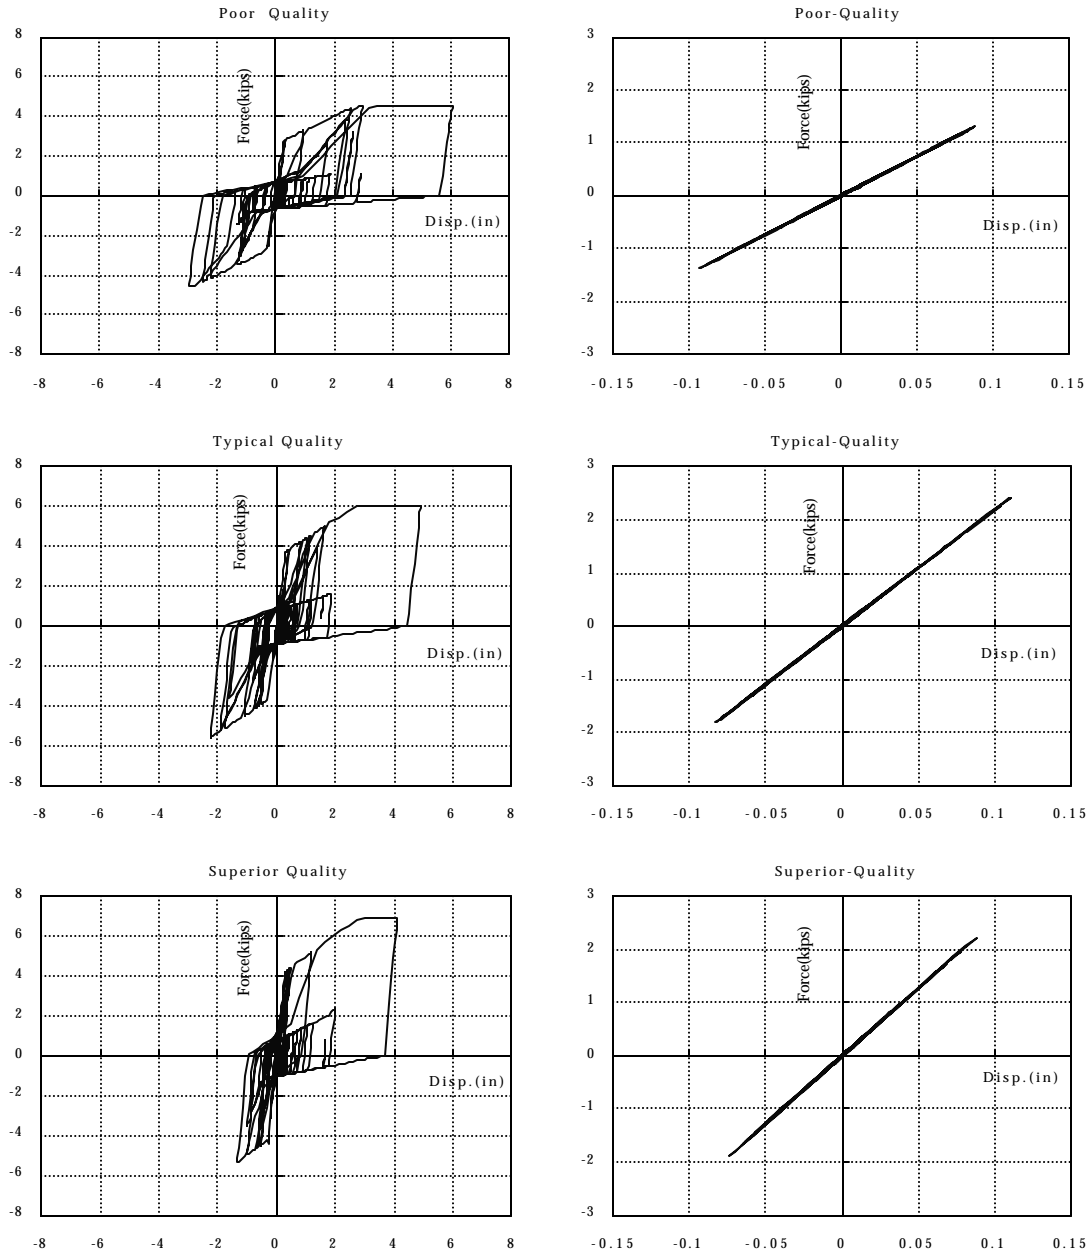 Poor Quality
8
6
4
2
0
-2
-4
-6
-8
Force(kips)
Disp.(in)
-8 -6 -4 -2 0 2 4 6 8
Poor-Quality
3
2
1
0
-1
-2
-3
Force(kips)
Disp.(in)
-0.15 -0.1 -0.05 0 0.05 0.1 0.15
Typical Quality
8
6
4
2
0
-2
-4
-6
-8
Force(kips)
Disp.(in)
-8 -6 -4 -2 0 2 4 6 8
Typical-Quality
3
2
1
0
-1
-2
-3
Force(kips)
Disp.(in)
-0.15 -0.1 -0.05 0 0.05 0.1 0.15
Superior Quality
8
6
4
2
0
-2
-4
-6
-8
Force(kips)
Disp.(in)
-8 -6 -4 -2 0 2 4 6 8
Superior-Quality
3
2
1
0
-1
-2
-3
Force(kips)
Disp.(in)
-0.15 -0.1 -0.05 0 0.05 0.1 0.15